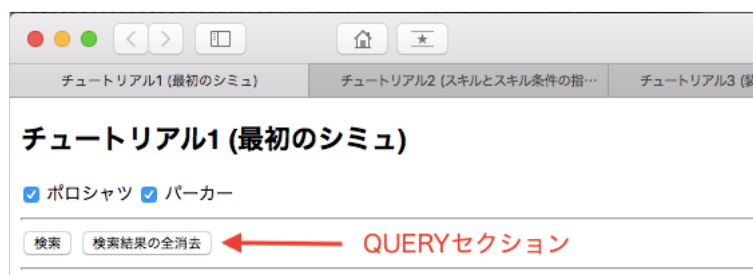 チュートリアル1 (最初のシミュ)
チュートリアル2 (スキルとスキル条件の指…
チュートリアル3 (
チュートリアル1 (最初のシミュ)
ポロシャツ パーカー
検索 検索結果の全消去 QUERYセクション